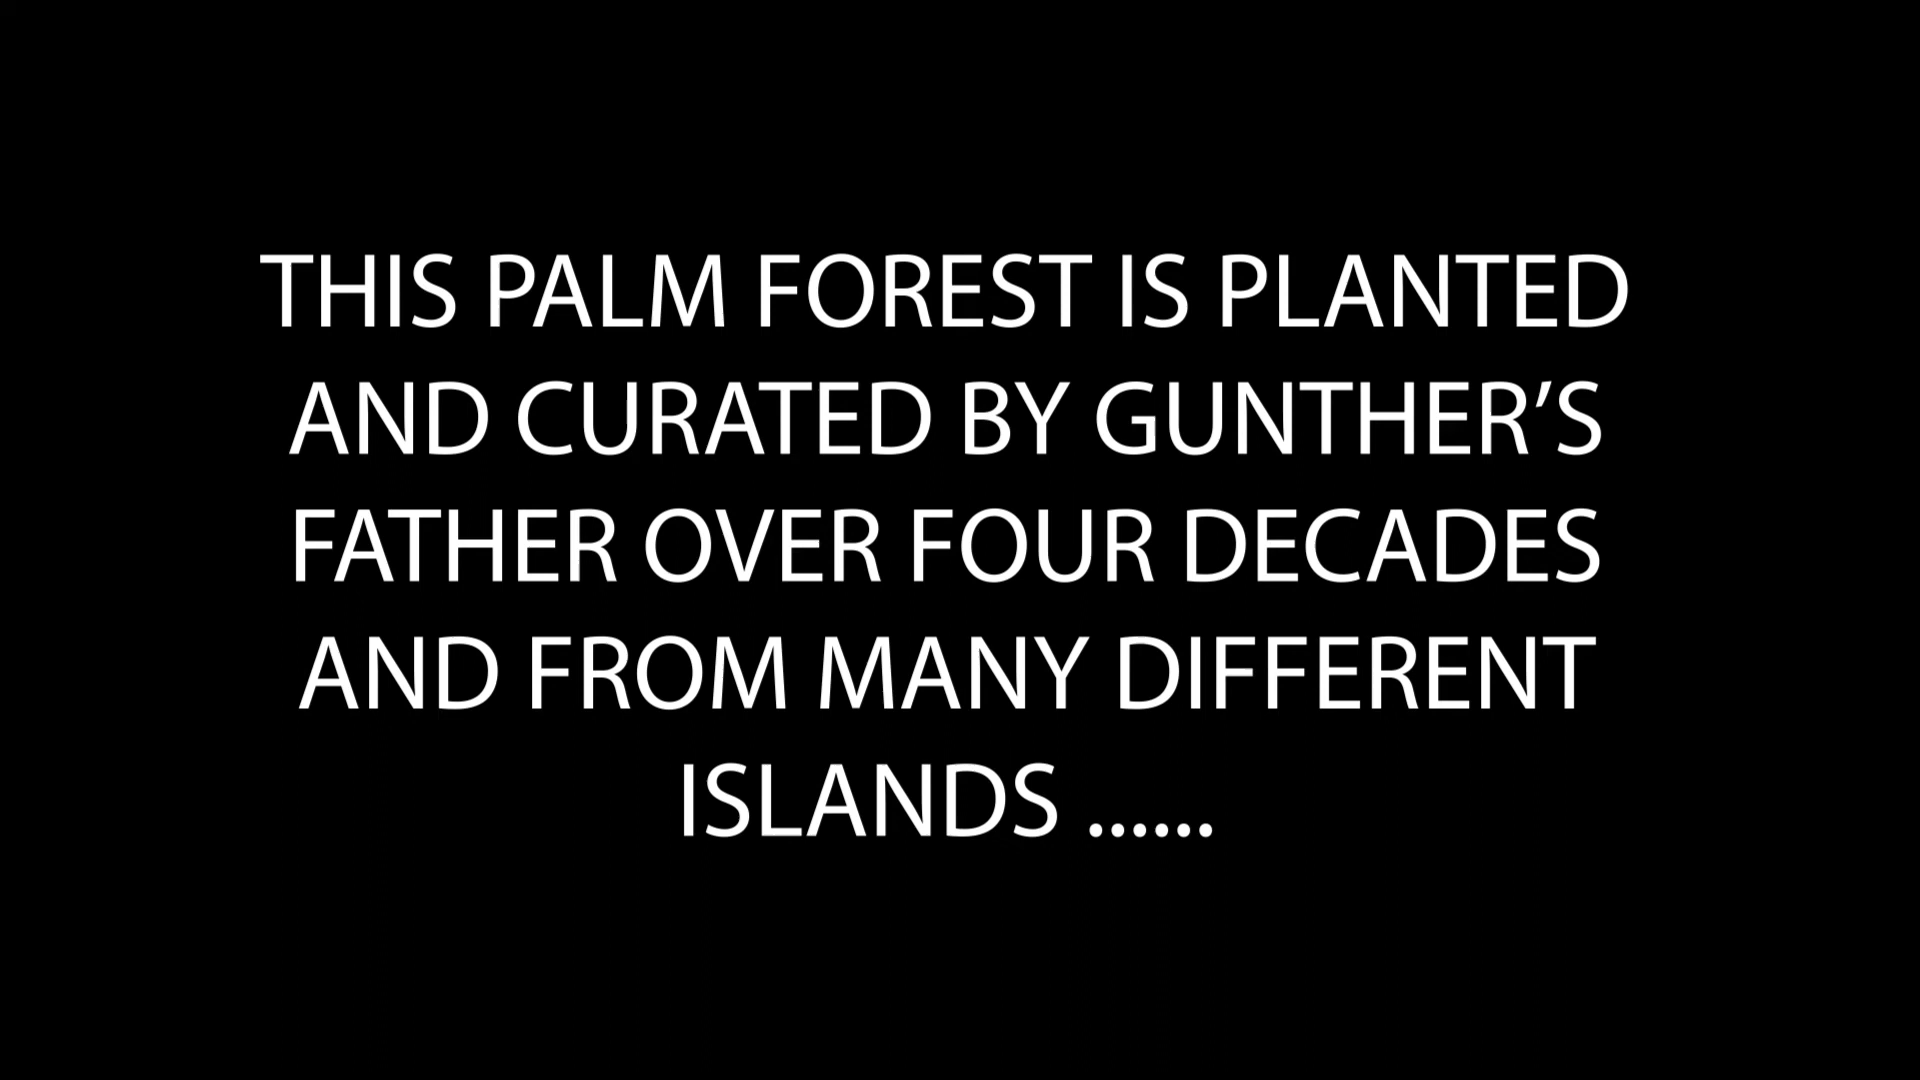 THIS PALM FOREST IS PLANTED
AND CURATED BY GUNTHER’S
FATHER OVER FOUR DECADES
AND FROM MANY DIFFERENT
ISLANDS ......